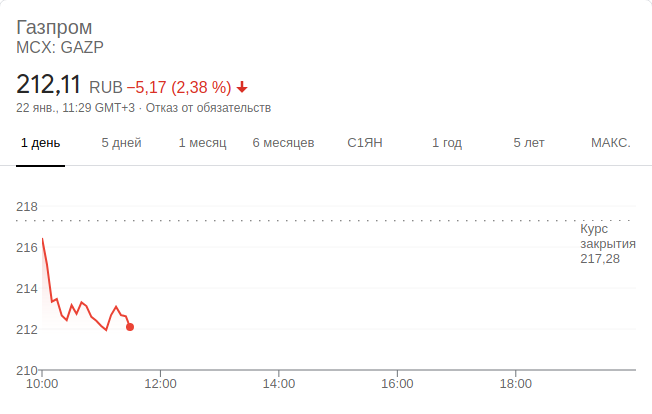 Газпром
MCX: GAZP
212,11 RUB −5,17 (2,38 %)
22 янв., 11:29 GMT+3 · Отказ от обязательств
1 день 5 дней 1 месяц 6 месяцев С1ЯН 1 год 5 лет МАКС.
218
Курс
216
закрытия
217,28
214
212
210
10:00 12:00 14:00 16:00 18:00